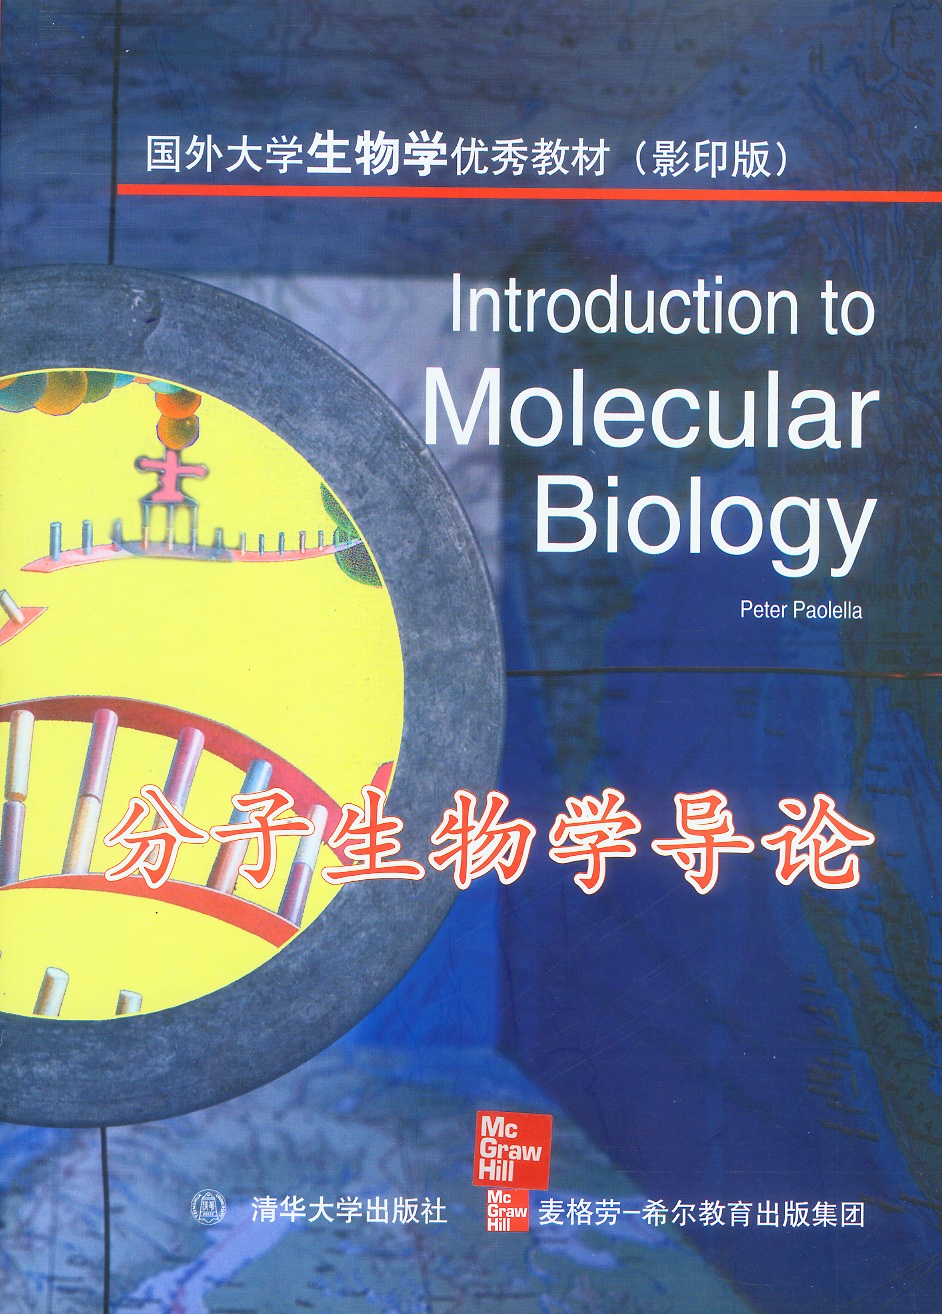 国外大学生物学优秀教材（影印版）
Introduction to
Molecular
Biology
Peter Paolella
分子生物学导论
Mc
Graw
Hill
清华大学出版社
Mc
Graw
Hill
麦格劳-希尔教育出版集团